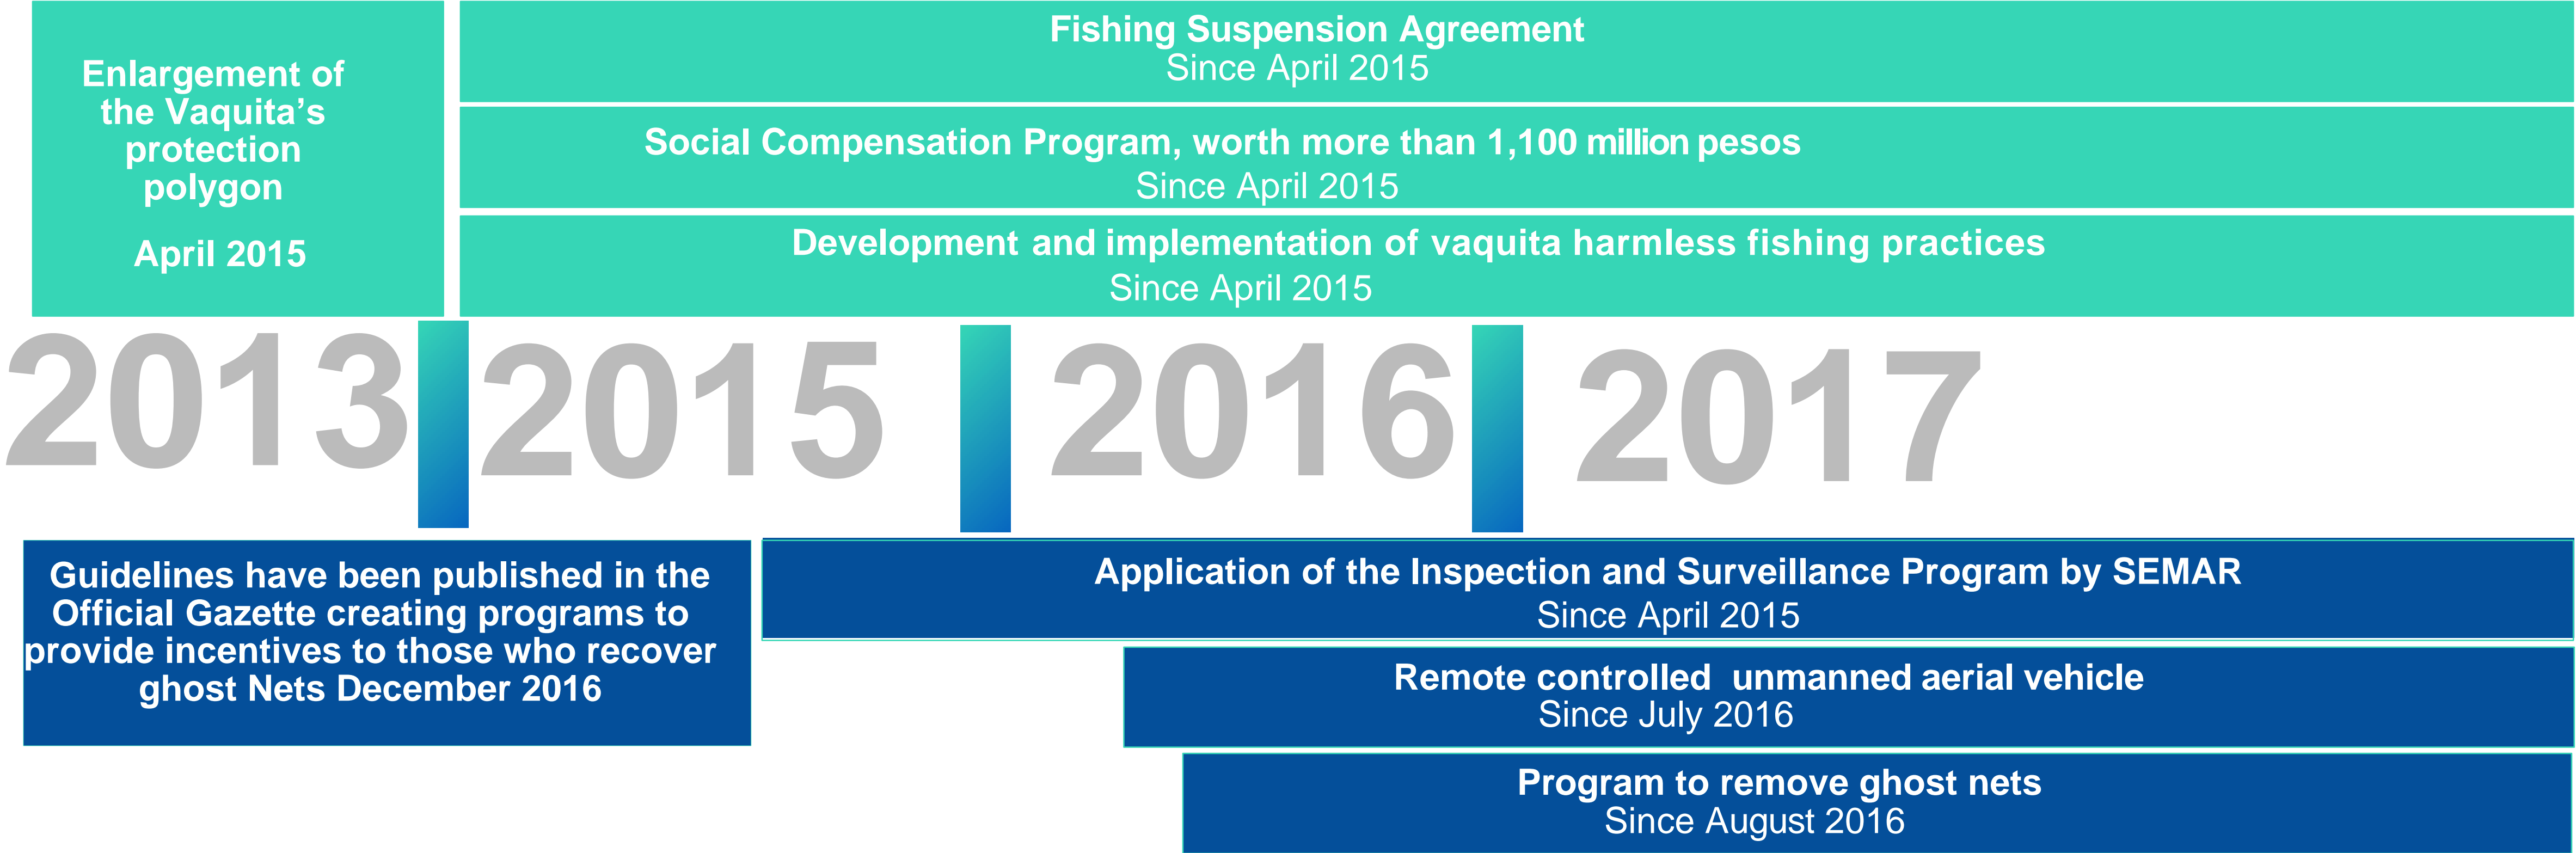 Enlargement of
the Vaquita’s
protection
polygon
April 2015
Fishing Suspension Agreement
Since April 2015
Social Compensation Program, worth more than 1,100 million pesos
Since April 2015
Development and implementation of vaquita harmless fishing practices
Since April 2015
2013
2015
2016
2017
Guidelines have been published in the
Official Gazette creating programs to
provide incentives to those who recover
ghost Nets December 2016
Application of the Inspection and Surveillance Program by SEMAR
Since April 2015
Remote controlled unmanned aerial vehicle
Since July 2016
Program to remove ghost nets
Since August 2016